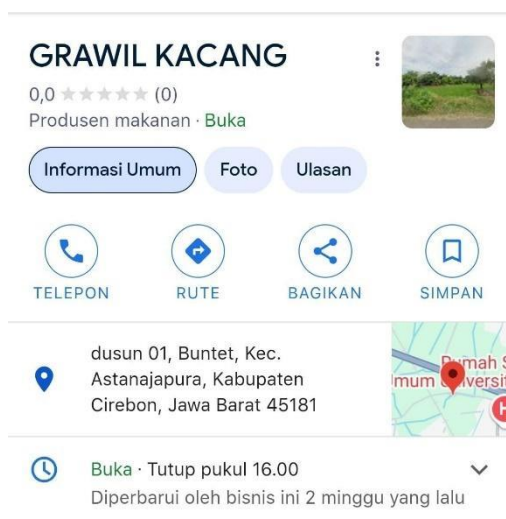 GRAWIL KACANG
0,0 ★★★★★ (0)
Produsen makanan · Buka
Informasi Umum Foto Ulasan
TELEPON RUTE BAGIKAN SIMPAN
dusun 01, Buntet, Kec.
Astanajapura, Kabupaten
Cirebon, Jawa Barat 45181
Buka · Tutup pukul 16.00
Diperbarui oleh bisnis ini 2 minggu yang lalu